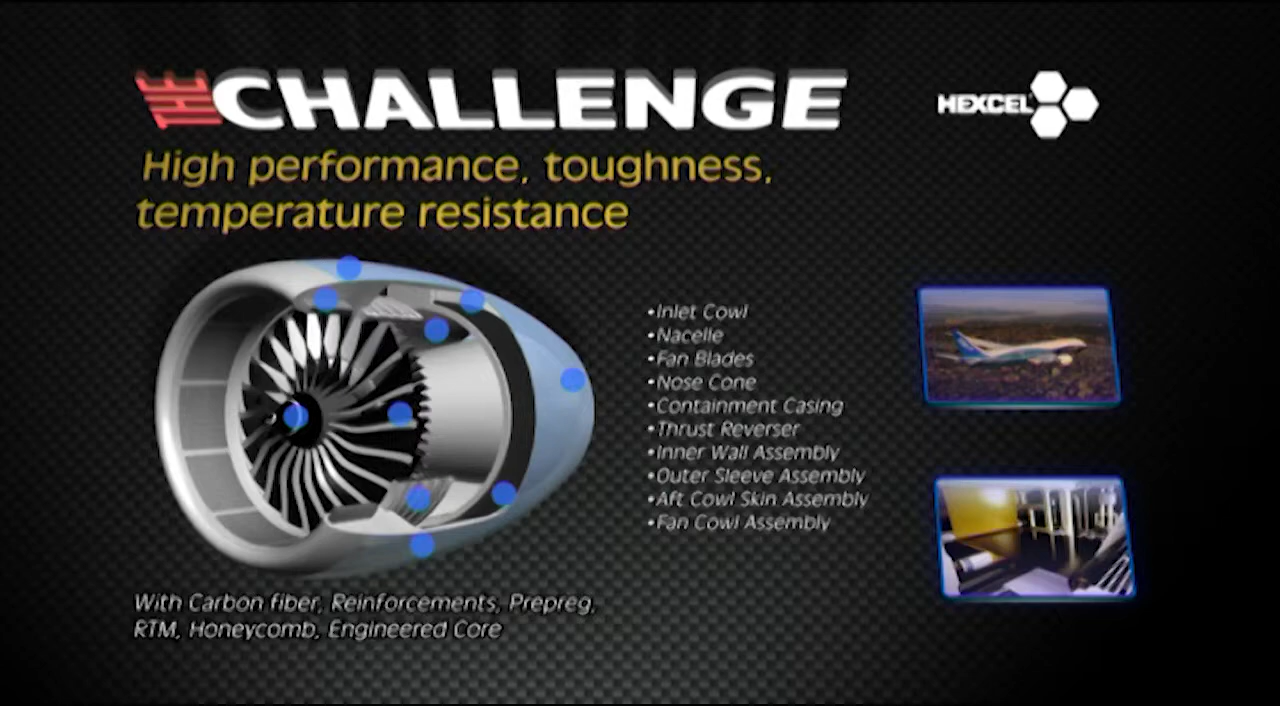 THE CHALLENGE
HEXCEL
High performance, toughness,
temperature resistance
•Inlet Cowl
•Nacelle
•Fan Blades
•Nose Cone
•Containment Casing
•Thrust Reverser
•Inner Wall Assembly
•Outer Sleeve Assembly
•Aft Cowl Skin Assembly
•Fan Cowl Assembly
With Carbon fiber, Reinforcements, Prepreg,
RTM, Honeycomb, Engineered Core